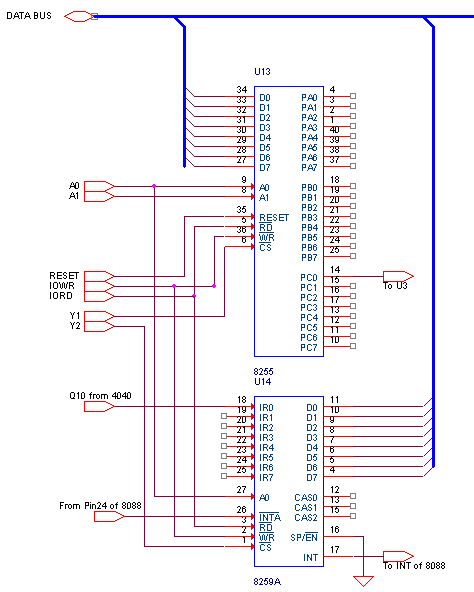 DATA BUS
U13
34 D0 PA0 4
33 D1 PA1 3
32 D2 PA2 2
31 D3 PA3 1
30 D4 PA4 40
29 D5 PA5 39
28 D6 PA6 38
27 D7 PA7 37
A0 9 A0 PB0 18
A1 8 A1 PB1 19
PB2 20
35 RESET PB3 21
5 RD PB4 22
36 WR PB5 23
6 CS PB6 24
PB7 25
RESET PC0 14 To U3
IOWR PC1 15
IORD PC2 16
PC3 17
Y1 PC4 13
Y2 PC5 12
PC6 11
PC7 10
8255
U14
Q10 from 4040 18 IR0 D0 11
19 IR1 D1 10
20 IR2 D2 9
21 IR3 D3 8
22 IR4 D4 7
23 IR5 D5 6
24 IR6 D6 5
25 IR7 D7 4
27 A0 CAS0 12
CAS1 13
From Pin24 of 8088 26 INTA CAS2 15
3 RD
2 WR SP/EN 16
1 CS
INT 17 To INT of 8088
8259A